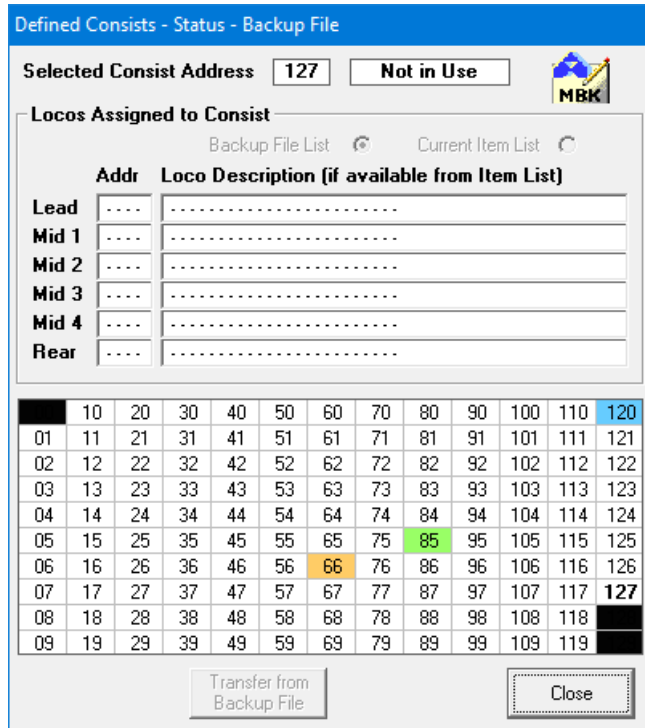 Defined Consists - Status - Backup File
Selected Consist Address 127 Not in Use
MBK
Locos Assigned to Consist
Backup File List Current Item List
Addr Loco Description (if available from Item List)
Lead .... ........................
Mid 1 .... ........................
Mid 2 .... ........................
Mid 3 .... ........................
Mid 4 .... ........................
Rear .... ........................
10 20 30 40 50 60 70 80 90 100 110 120
01 11 21 31 41 51 61 71 81 91 101 111 121
02 12 22 32 42 52 62 72 82 92 102 112 122
03 13 23 33 43 53 63 73 83 93 103 113 123
04 14 24 34 44 54 64 74 84 94 104 114 124
05 15 25 35 45 55 65 75 85 95 105 115 125
06 16 26 36 46 56 66 76 86 96 106 116 126
07 17 27 37 47 57 67 77 87 97 107 117 127
08 18 28 38 48 58 68 78 88 98 108 118
09 19 29 39 49 59 69 79 89 99 109 119
Transfer from
Backup File
Close